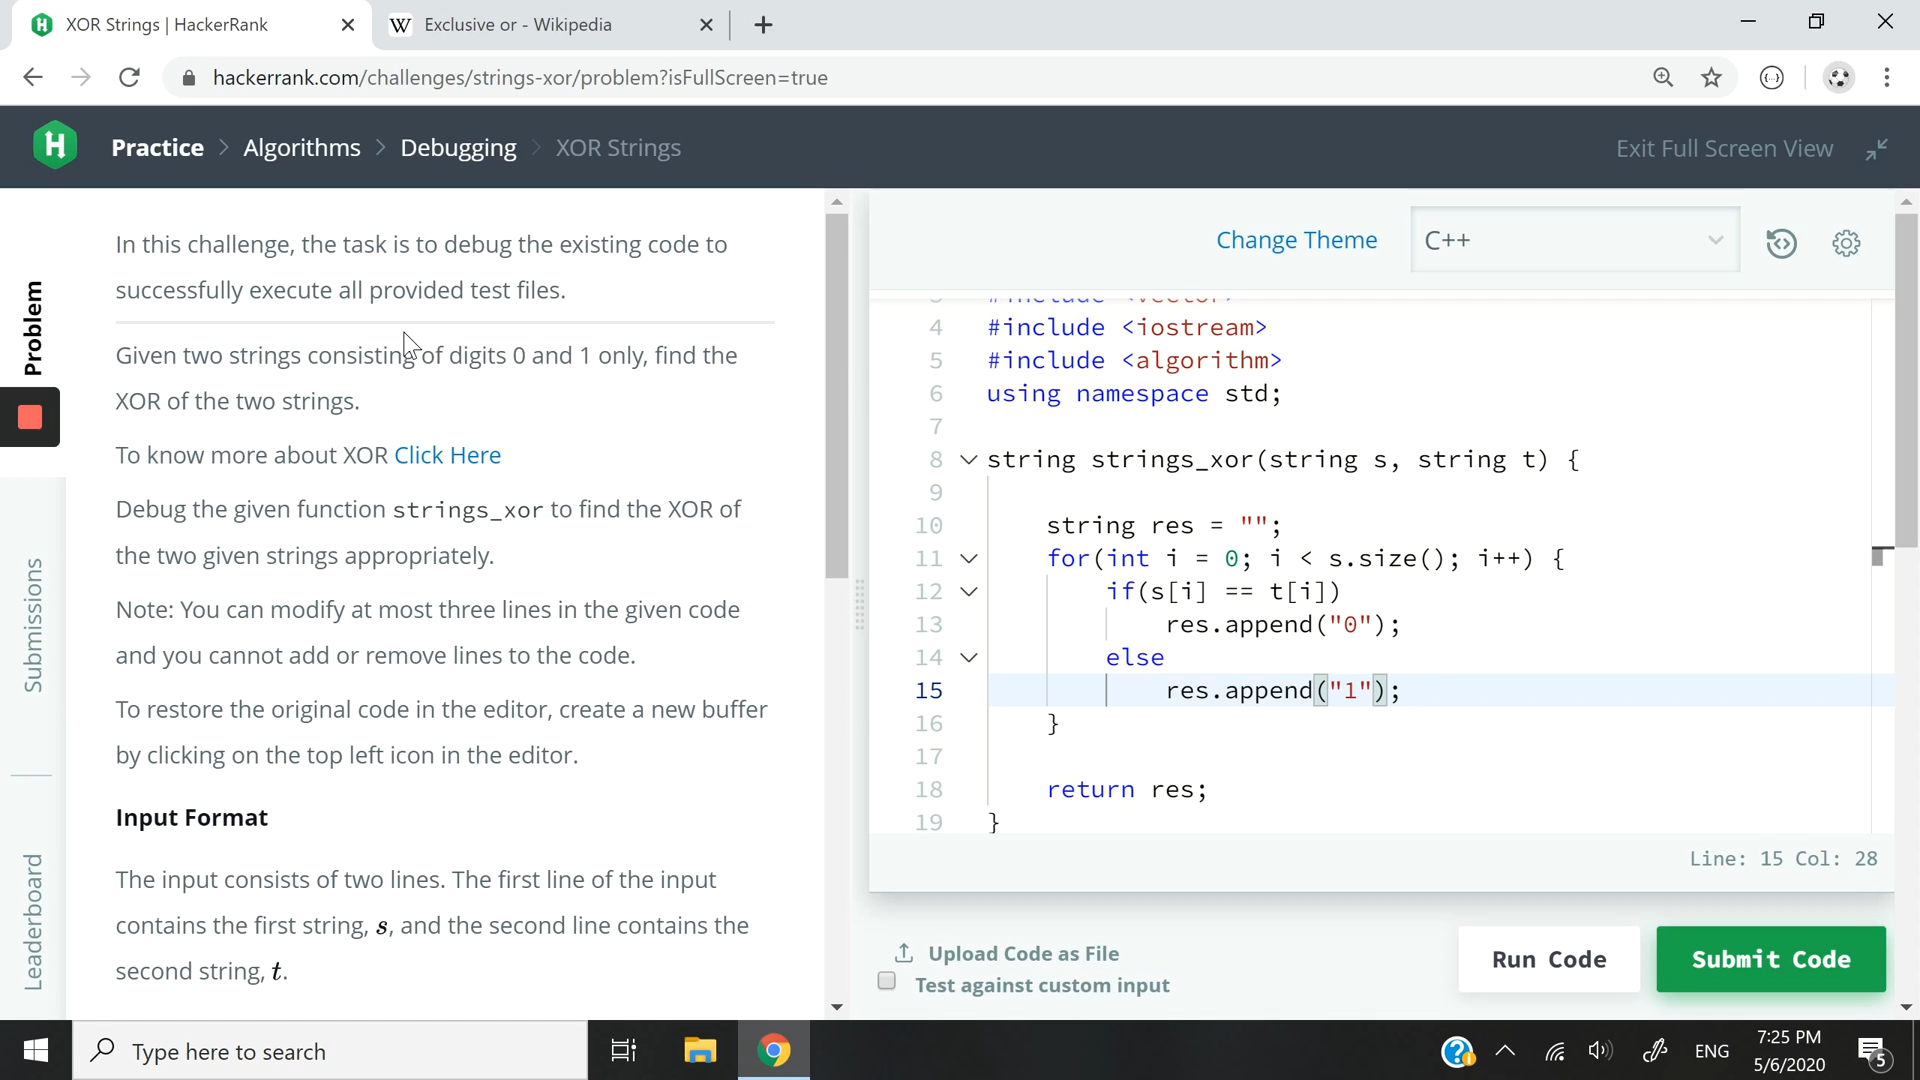 XOR Strings | HackerRank
W Exclusive or - Wikipedia
hackerrank.com/challenges/strings-xor/problem?isFullScreen=true
H Practice > Algorithms > Debugging > XOR Strings
Exit Full Screen View
Problem
Submissions
Leaderboard
In this challenge, the task is to debug the existing code to
successfully execute all provided test files.
Given two strings consisting of digits 0 and 1 only, find the
XOR of the two strings.
To know more about XOR Click Here
Debug the given function strings_xor to find the XOR of
the two given strings appropriately.
Note: You can modify at most three lines in the given code
and you cannot add or remove lines to the code.
To restore the original code in the editor, create a new buffer
by clicking on the top left icon in the editor.
Input Format
The input consists of two lines. The first line of the input
contains the first string, s, and the second line contains the
second string, t.
Change Theme
C++
3 #include <vector>
4 #include <iostream>
5 #include <algorithm>
6 using namespace std;
7
8 string strings_xor(string s, string t) {
9
10 string res = "";
11 for(int i = 0; i < s.size(); i++) {
12 if(s[i] == t[i])
13 res.append("0");
14 else
15 res.append("1");
16 }
17
18 return res;
19 }
Line: 15 Col: 28
Upload Code as File
Test against custom input
Run Code
Submit Code
Type here to search
ENG
7:25 PM
5/6/2020
5